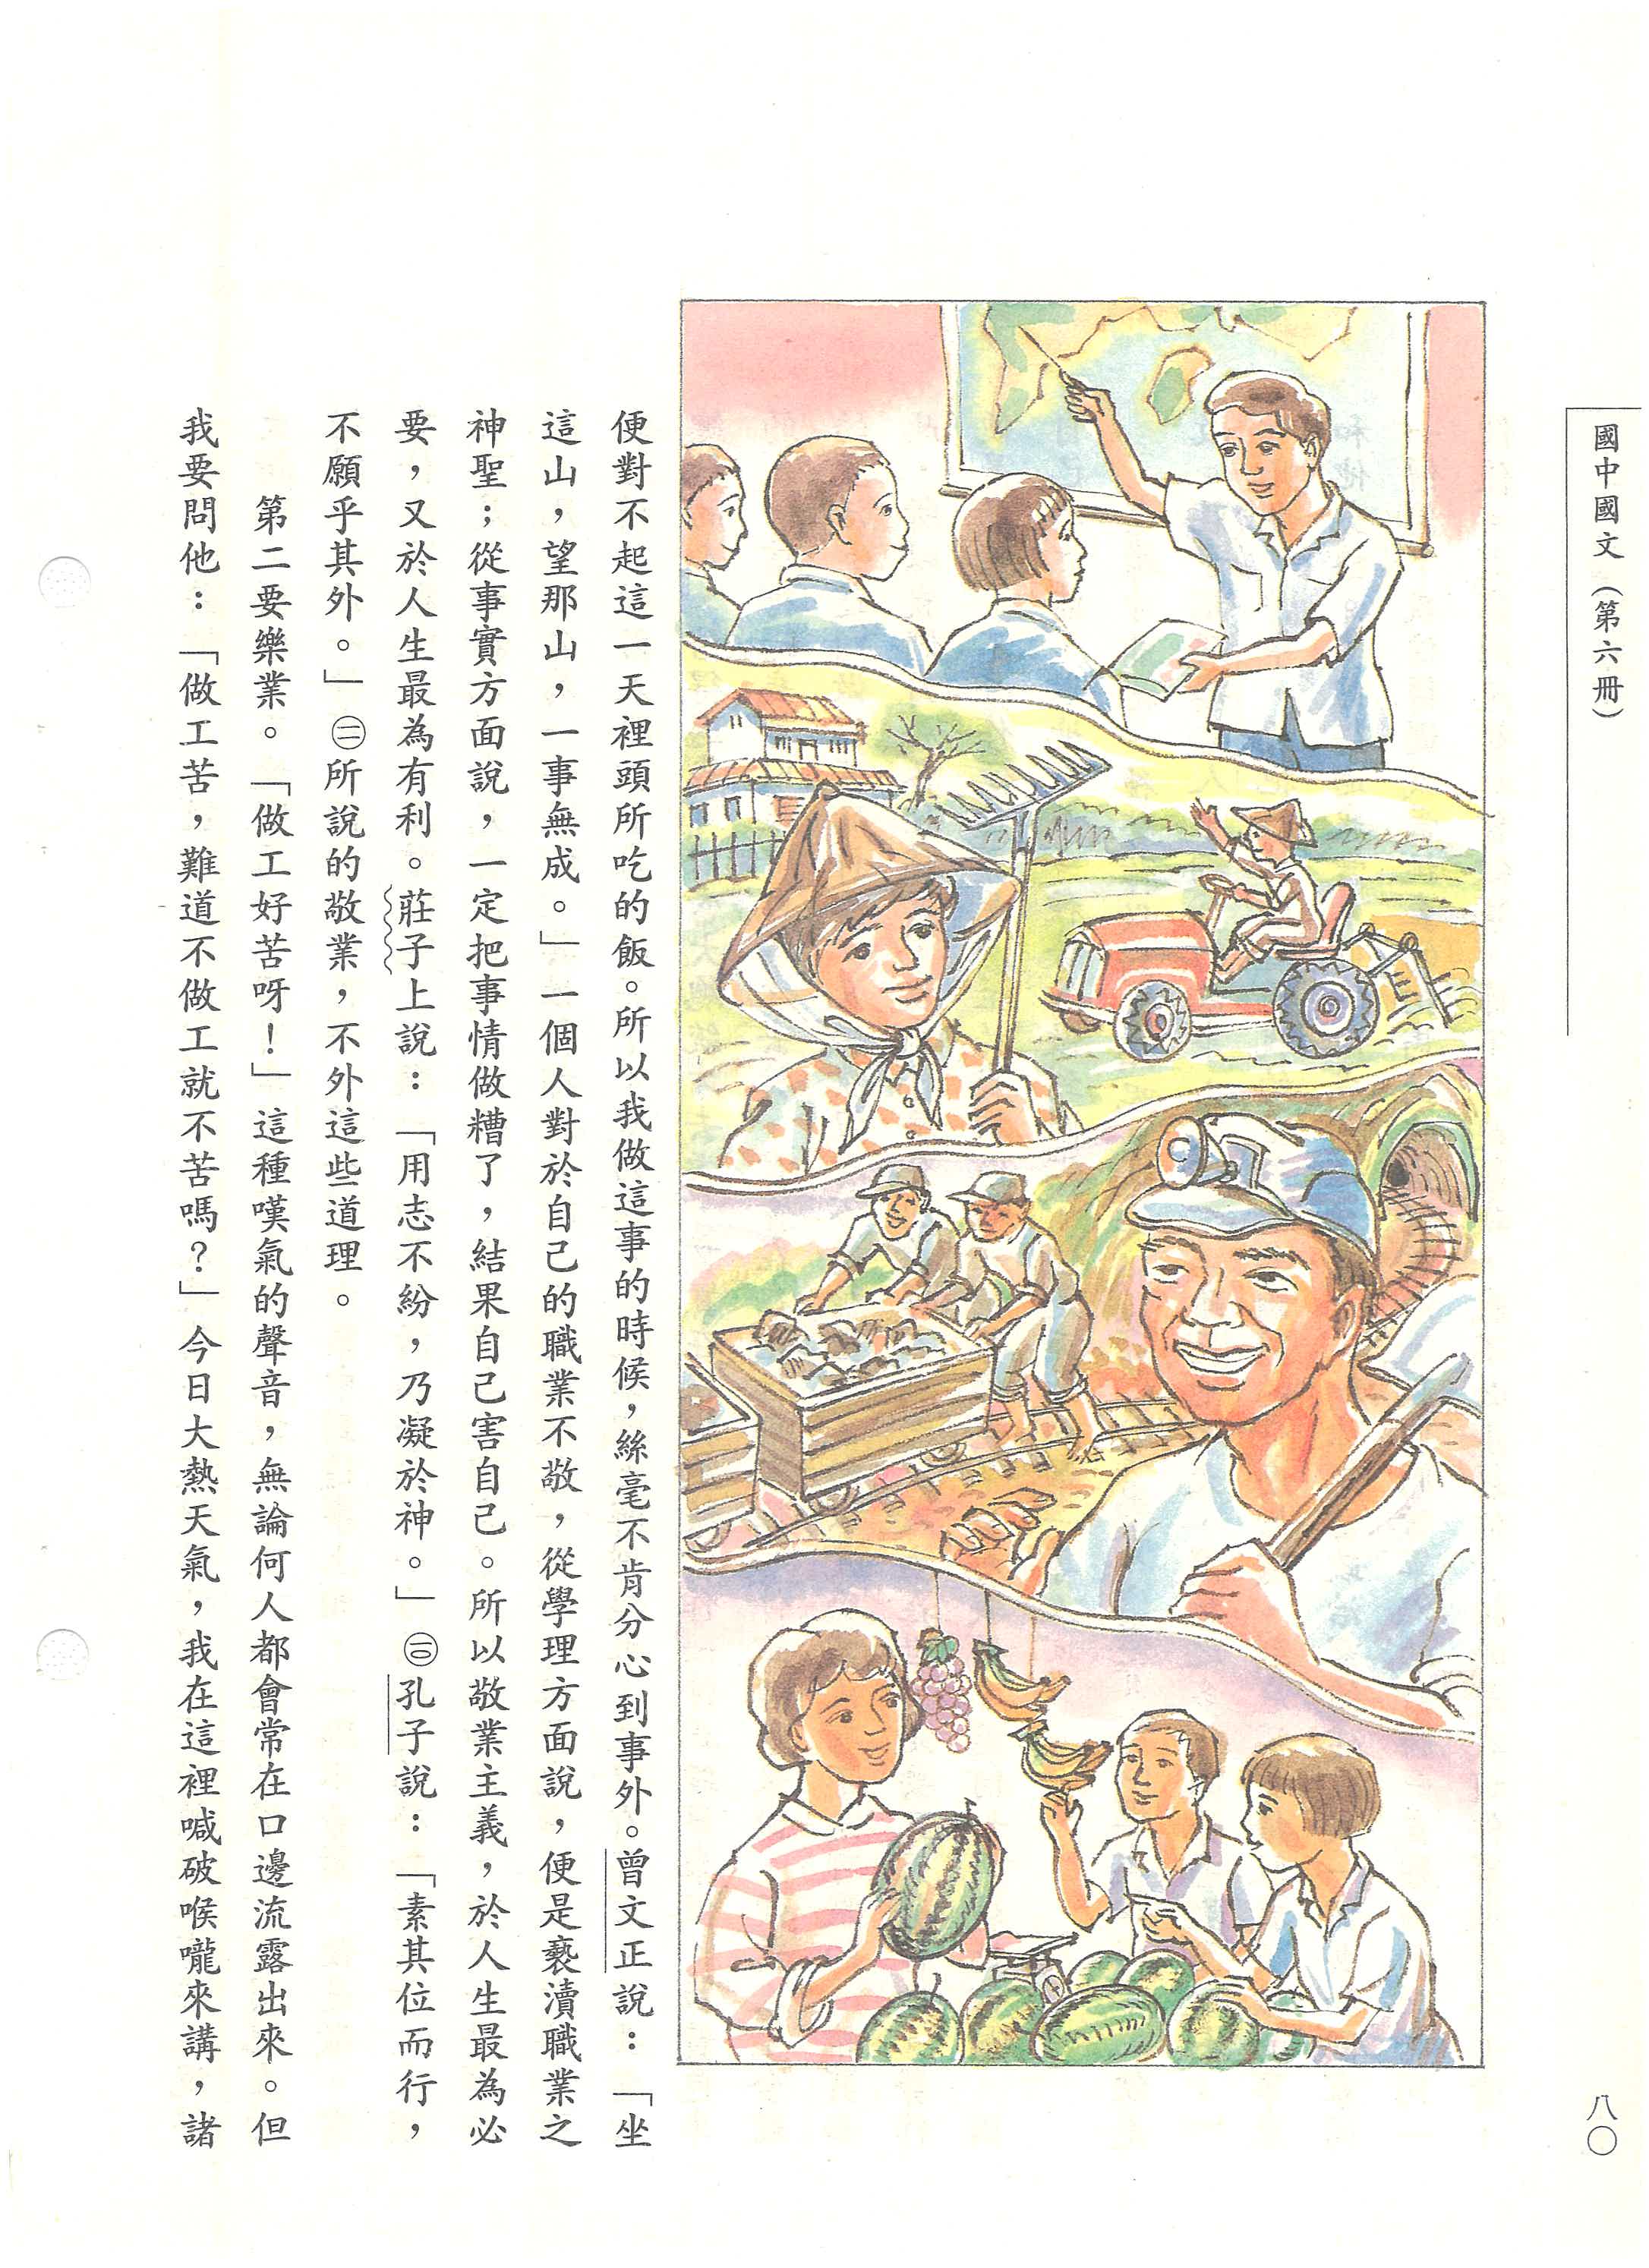 國中國文（第六冊）
八〇
便對不起這一天裡頭所吃的飯。所以我做這事的時候，絲毫不肯分心到事外。曾文正說：「坐
這山，望那山，一事無成。」一個人對於自己的職業不敬，從學理方面說，便是褻瀆職業之
神聖；從事實方面說，一定把事情做糟了，結果自己害自己。所以敬業主義，於人生最為必
要，又於人生最為有利。莊子上說：「用志不紛，乃凝於神。」㊀〇孔子說：「素其位而行，
不願乎其外。」㊁所說的敬業，不外這些道理。
第二要樂業。「做工好苦呀！」這種嘆氣的聲音，無論何人都會常在口邊流露出來。但
我要問他：「做工苦，難道不做工就不苦嗎？」今日大熱天氣，我在這裡喊破喉嚨來講，諸